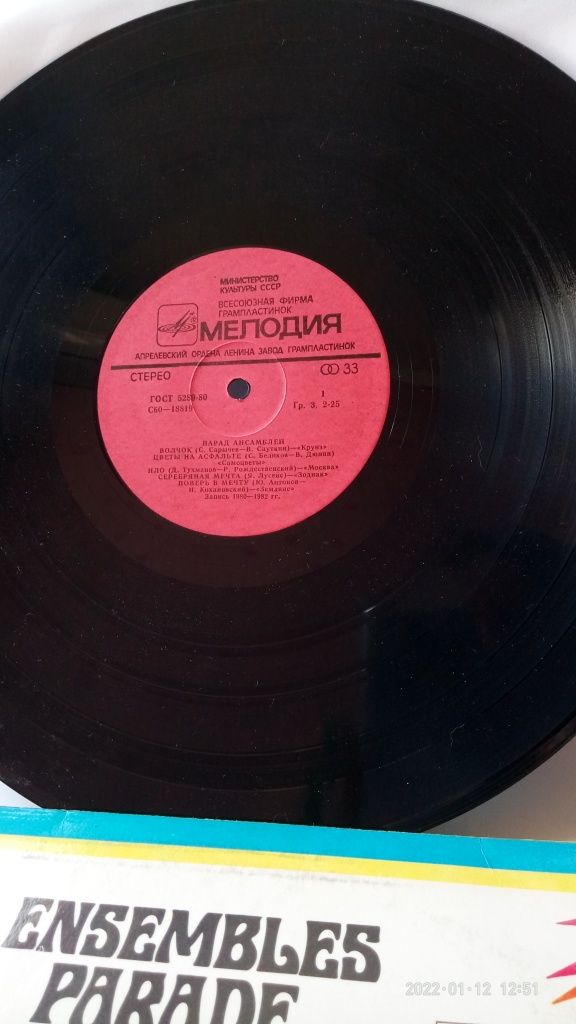 МИНИСТЕРСТВО
КУЛЬТУРЫ СССР
ВСЕСОЮЗНАЯ ФИРМА
ГРАМПЛАСТИНОК
МЕЛОДИЯ
АПРЕЛЕВСКИЙ ОРДЕНА ЛЕНИНА ЗАВОД ГРАМПЛАСТИНОК
СТЕРЕО 33
ГОСТ 5289-80 1
С60—18819 Гр. 3. 2-25
ПАРАД АНСАМБЛЕЙ
ВОЛЧОК (С. Сарычев—В. Сауткин)—«Круиз»
ЦВЕТЫ НА АСФАЛЬТЕ (С. Беликов—В. Дюнин)
«Самоцветы»
НЛО (Д. Тухманов—Р. Рождественский)—«Москва»
СЕРЕБРЯНАЯ МЕЧТА (Я. Лусенс)—«Зодиак»
ПОВЕРЬ В МЕЧТУ (Ю. Антонов—
И. Кохановский)—«Земляне»
Запись 1980—1982 гг.
ENSEMBLES
PARADE
2022·01·12 12:51